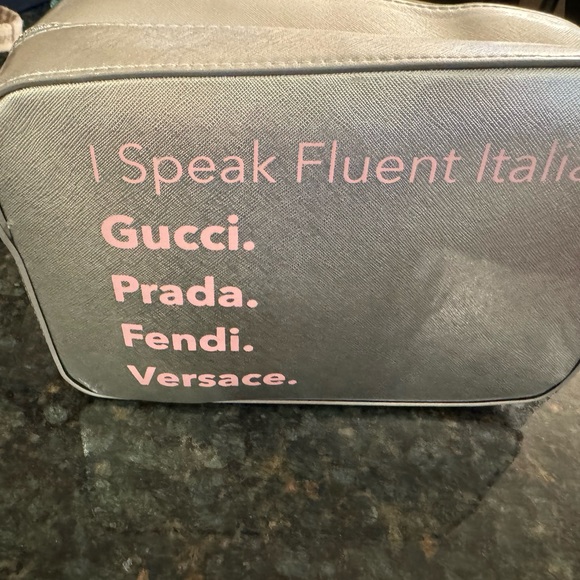 I Speak Fluent Italia
Gucci.
Prada.
Fendi.
Versace.